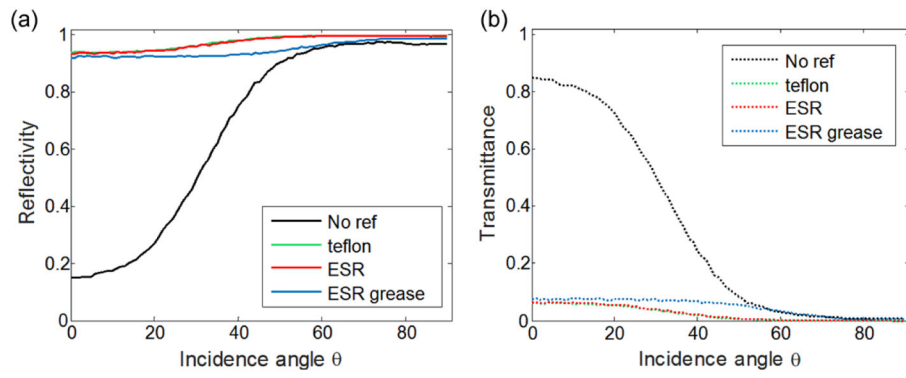 (a)
1
0.8
0.6
0.4
0.2
0
Reflectivity
No ref
teflon
ESR
ESR grease
0 20 40 60 80
Incidence angle θ
(b)
1
0.8
0.6
0.4
0.2
0
Transmittance
No ref
teflon
ESR
ESR grease
0 20 40 60 80
Incidence angle θ